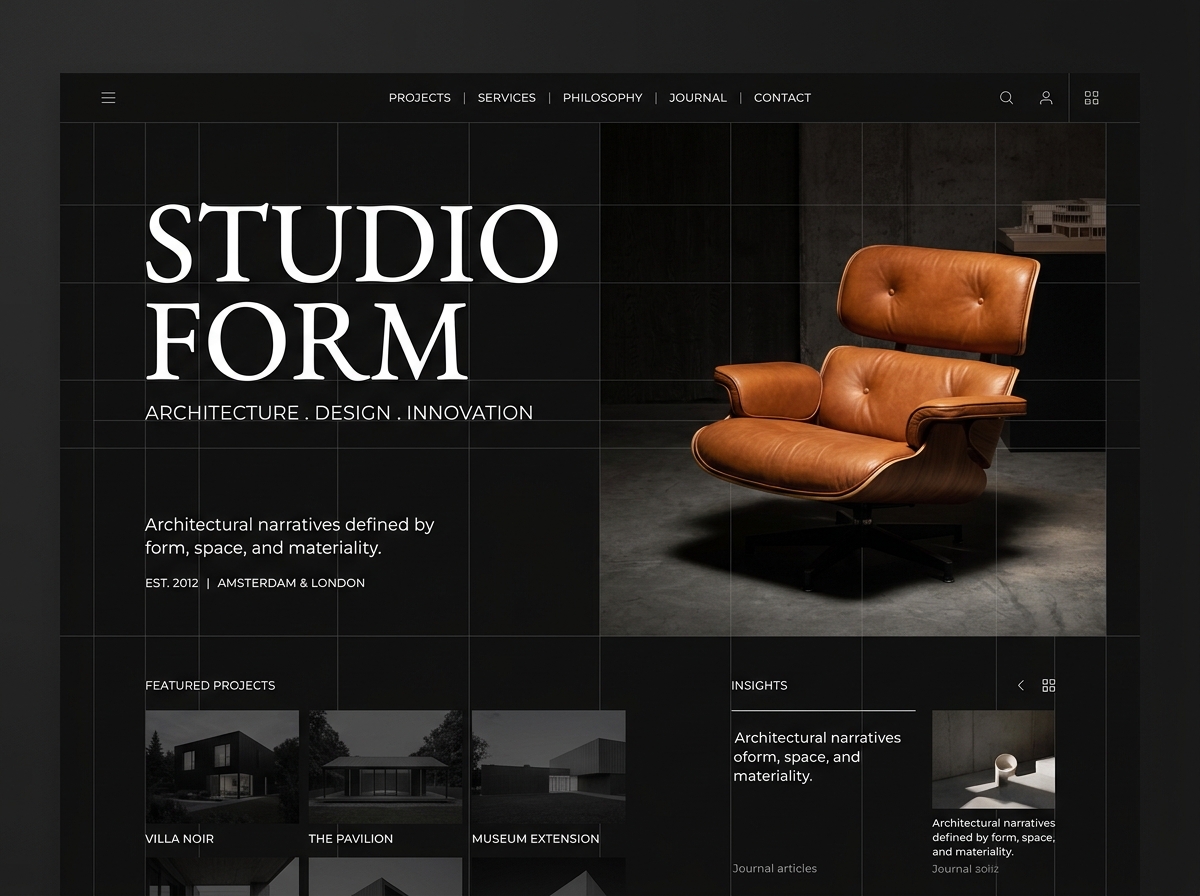 PROJECTS | SERVICES | PHILOSOPHY | JOURNAL | CONTACT
STUDIO
FORM
ARCHITECTURE . DESIGN . INNOVATION
Architectural narratives defined by
form, space, and materiality.
EST. 2012 | AMSTERDAM & LONDON
FEATURED PROJECTS
VILLA NOIR
THE PAVILION
MUSEUM EXTENSION
INSIGHTS
Architectural narratives
oform, space, and
materiality.
Journal articles
Architectural narratives
defined by form, space,
and materiality.
Journal